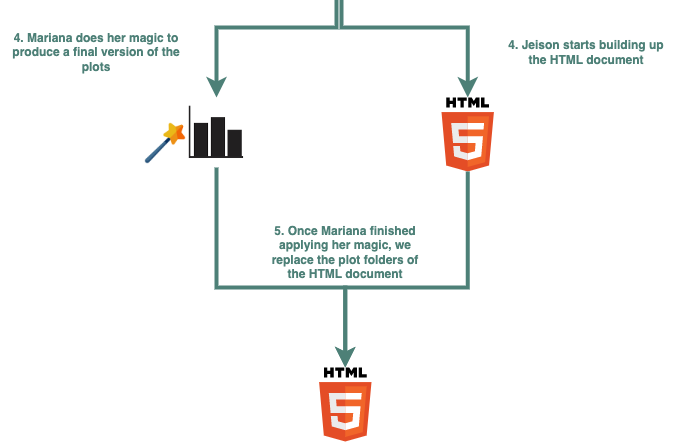 4. Mariana does her magic to
produce a final version of the
plots
4. Jeison starts building up
the HTML document
HTML
5
5. Once Mariana finished
applying her magic, we
replace the plot folders of
the HTML document
HTML
5